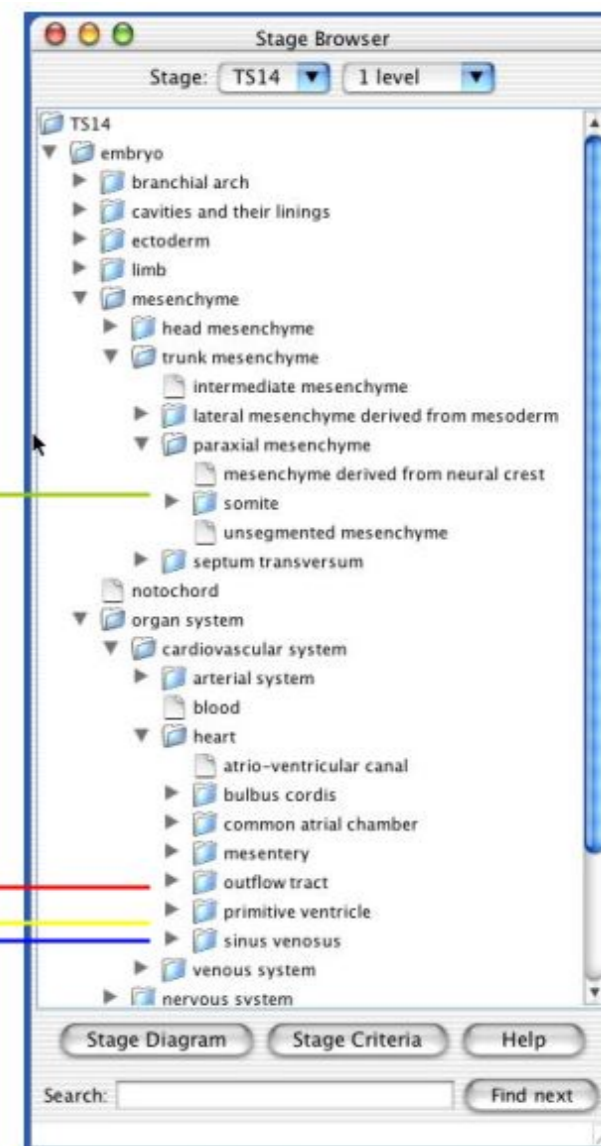 Stage Browser
Stage: TS14 1 level
TS14
embryo
branchial arch
cavities and their linings
ectoderm
limb
mesenchyme
head mesenchyme
trunk mesenchyme
intermediate mesenchyme
lateral mesenchyme derived from mesoderm
paraxial mesenchyme
mesenchyme derived from neural crest
somite
unsegmented mesenchyme
septum transversum
notochord
organ system
cardiovascular system
arterial system
blood
heart
atrio-ventricular canal
bulbus cordis
common atrial chamber
mesentery
outflow tract
primitive ventricle
sinus venosus
venous system
nervous system
Stage Diagram Stage Criteria Help
Search: Find next